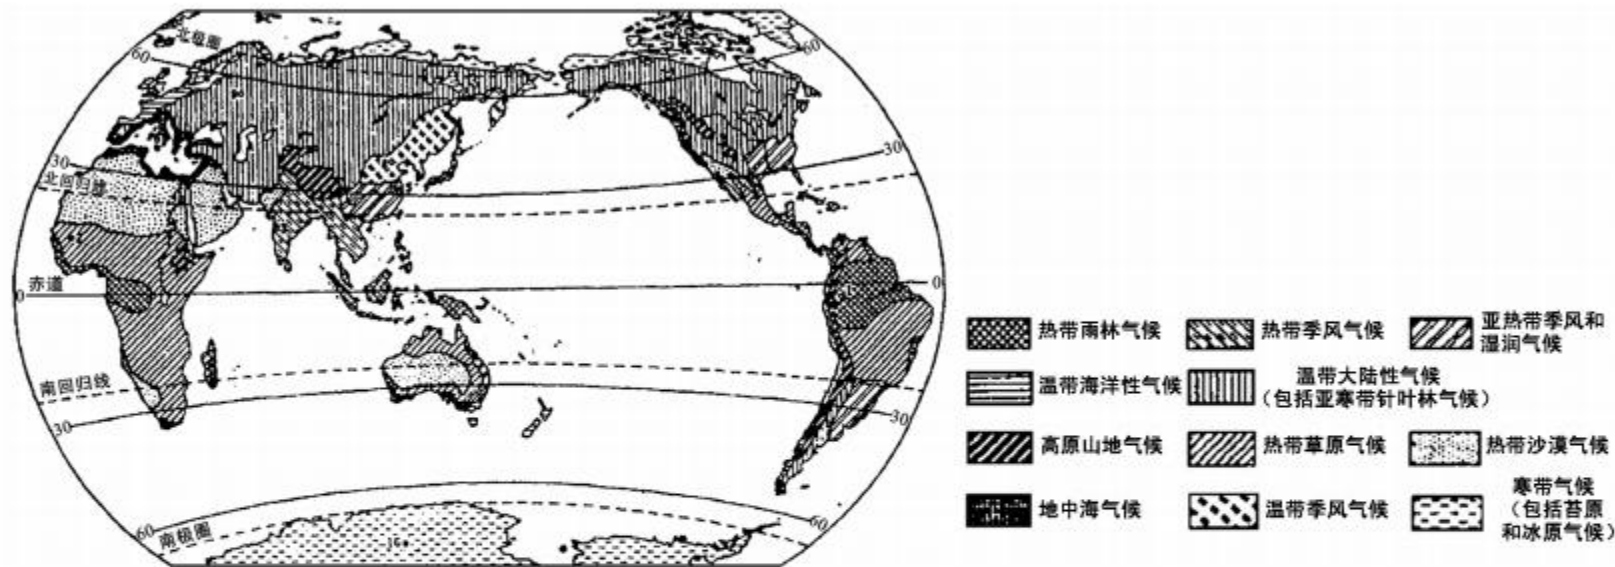 北极圈
60
60
30
30
北回归线
赤道
0
0
南回归线
30
30
60
60
南极圈
热带雨林气候
热带季风气候
亚热带季风和
湿润气候
温带海洋性气候
温带大陆性气候
（包括亚寒带针叶林气候）
高原山地气候
热带草原气候
热带沙漠气候
地中海气候
温带季风气候
寒带气候
（包括苔原
和冰原气候）